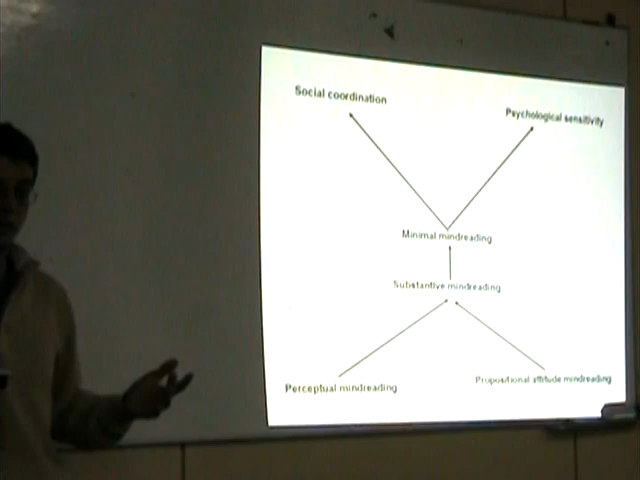 Social coordination
Psychological sensitivity
Minimal mindreading
Substantive mindreading
Perceptual mindreading
Propositional attitude mindreading